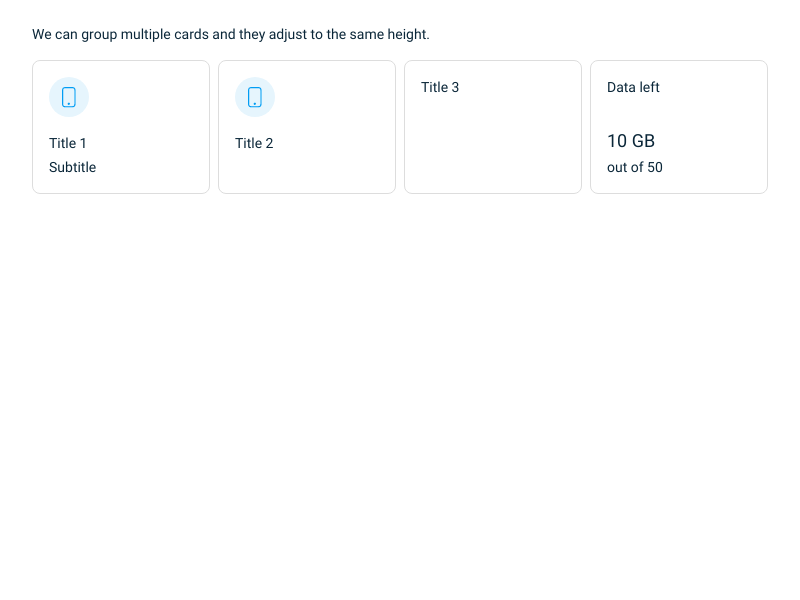 We can group multiple cards and they adjust to the same height.
Title 1
Subtitle
Title 2
Title 3
Data left
10 GB
out of 50